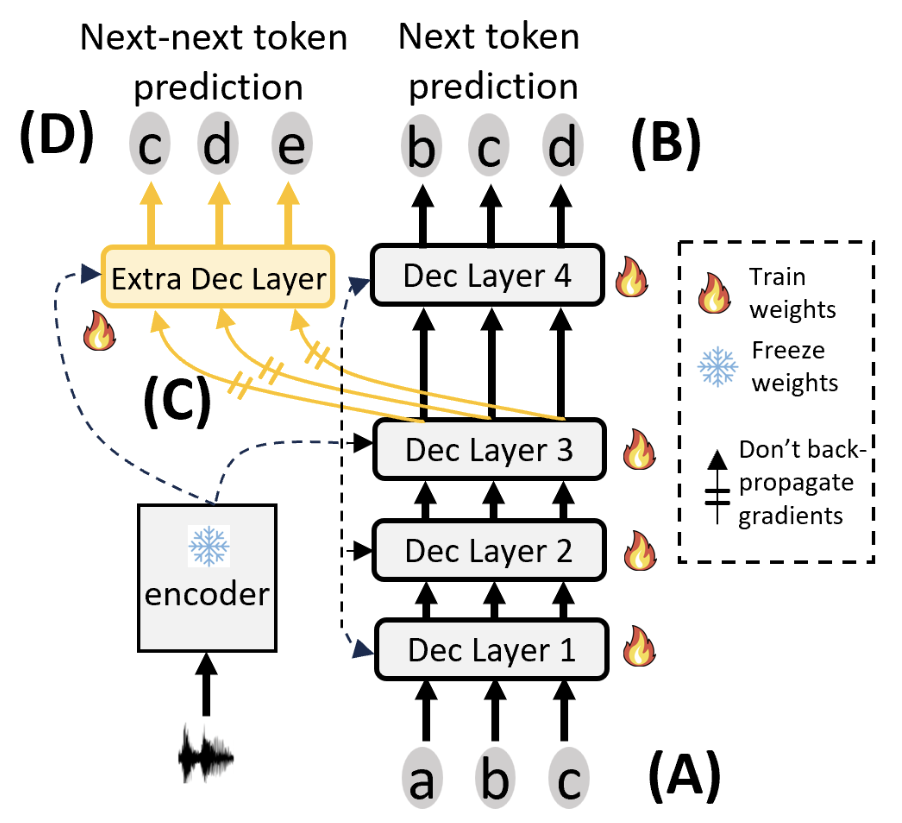 Next-next token
prediction
Next token
prediction
(D)
c d e
b c d
(B)
Extra Dec Layer
Dec Layer 4
Train
weights
Freeze
weights
(C)
Dec Layer 3
Don't back-
propagate
gradients
Dec Layer 2
encoder
Dec Layer 1
a b c
(A)